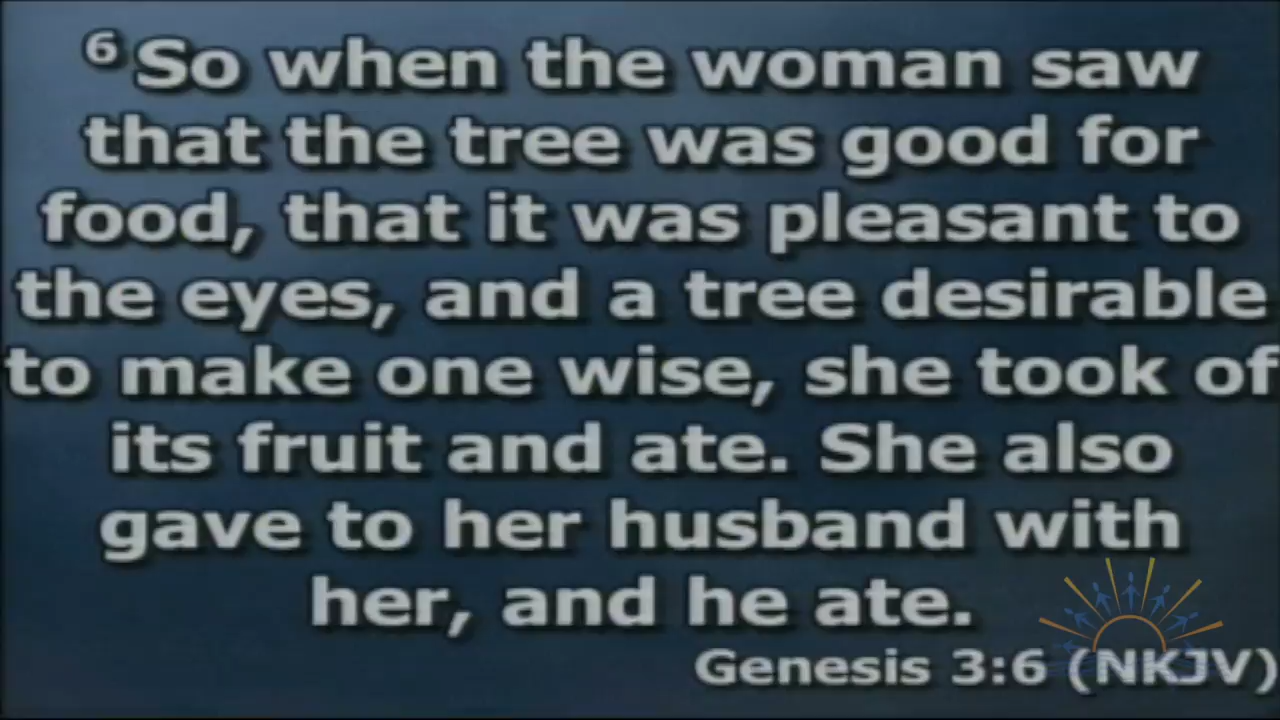 6 So when the woman saw
that the tree was good for
food, that it was pleasant to
the eyes, and a tree desirable
to make one wise, she took of
its fruit and ate. She also
gave to her husband with
her, and he ate.
Genesis 3:6 (NKJV)